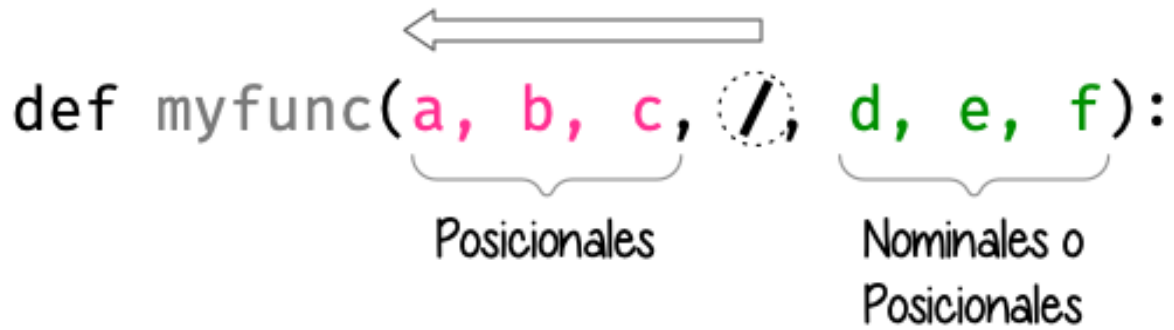 def myfunc(a, b, c, /, d, e, f):
Posicionales
Nominales o
Posicionales